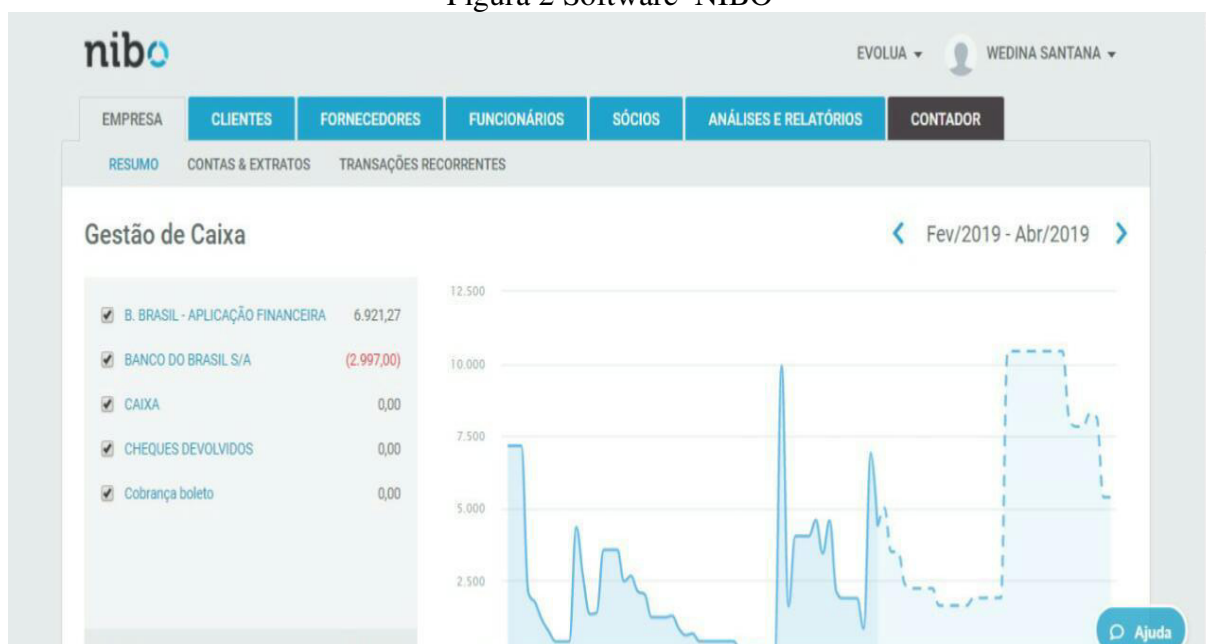 Figura 2 Software NIBO
nibo
EVOLUA
WEDINA SANTANA
EMPRESA CLIENTES FORNECEDORES FUNCIONÁRIOS SÓCIOS ANÁLISES E RELATÓRIOS CONTADOR
RESUMO CONTAS & EXTRATOS TRANSAÇÕES RECORRENTES
Gestão de Caixa
Fev/2019 - Abr/2019
B. BRASIL - APLICAÇÃO FINANCEIRA 6.921,27
BANCO DO BRASIL S/A (2.997,00)
CAIXA 0,00
CHEQUES DEVOLVIDOS 0,00
Cobrança boleto 0,00
12.500
10.000
7.500
5.000
2.500
Ajuda